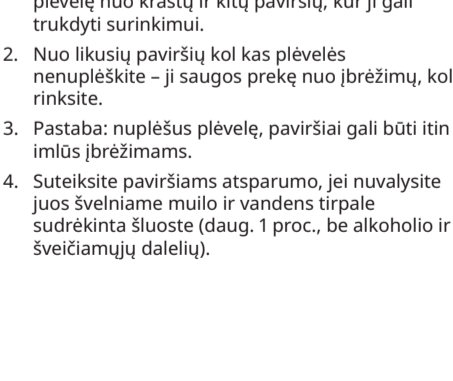 plėvelę nuo kraštų ir kitų paviršių, kur ji gali
trukdyti surinkimui.
2. Nuo likusių paviršių kol kas plėvelės
nenuplėškite – ji saugos prekę nuo įbrėžimų, kol
rinksite.
3. Pastaba: nuplėšus plėvelę, paviršiai gali būti itin
imlūs įbrėžimams.
4. Suteiksite paviršiams atsparumo, jei nuvalysite
juos švelniame muilo ir vandens tirpale
sudrėkinta šluoste (daug. 1 proc., be alkoholio ir
šveičiamųjų dalelių).